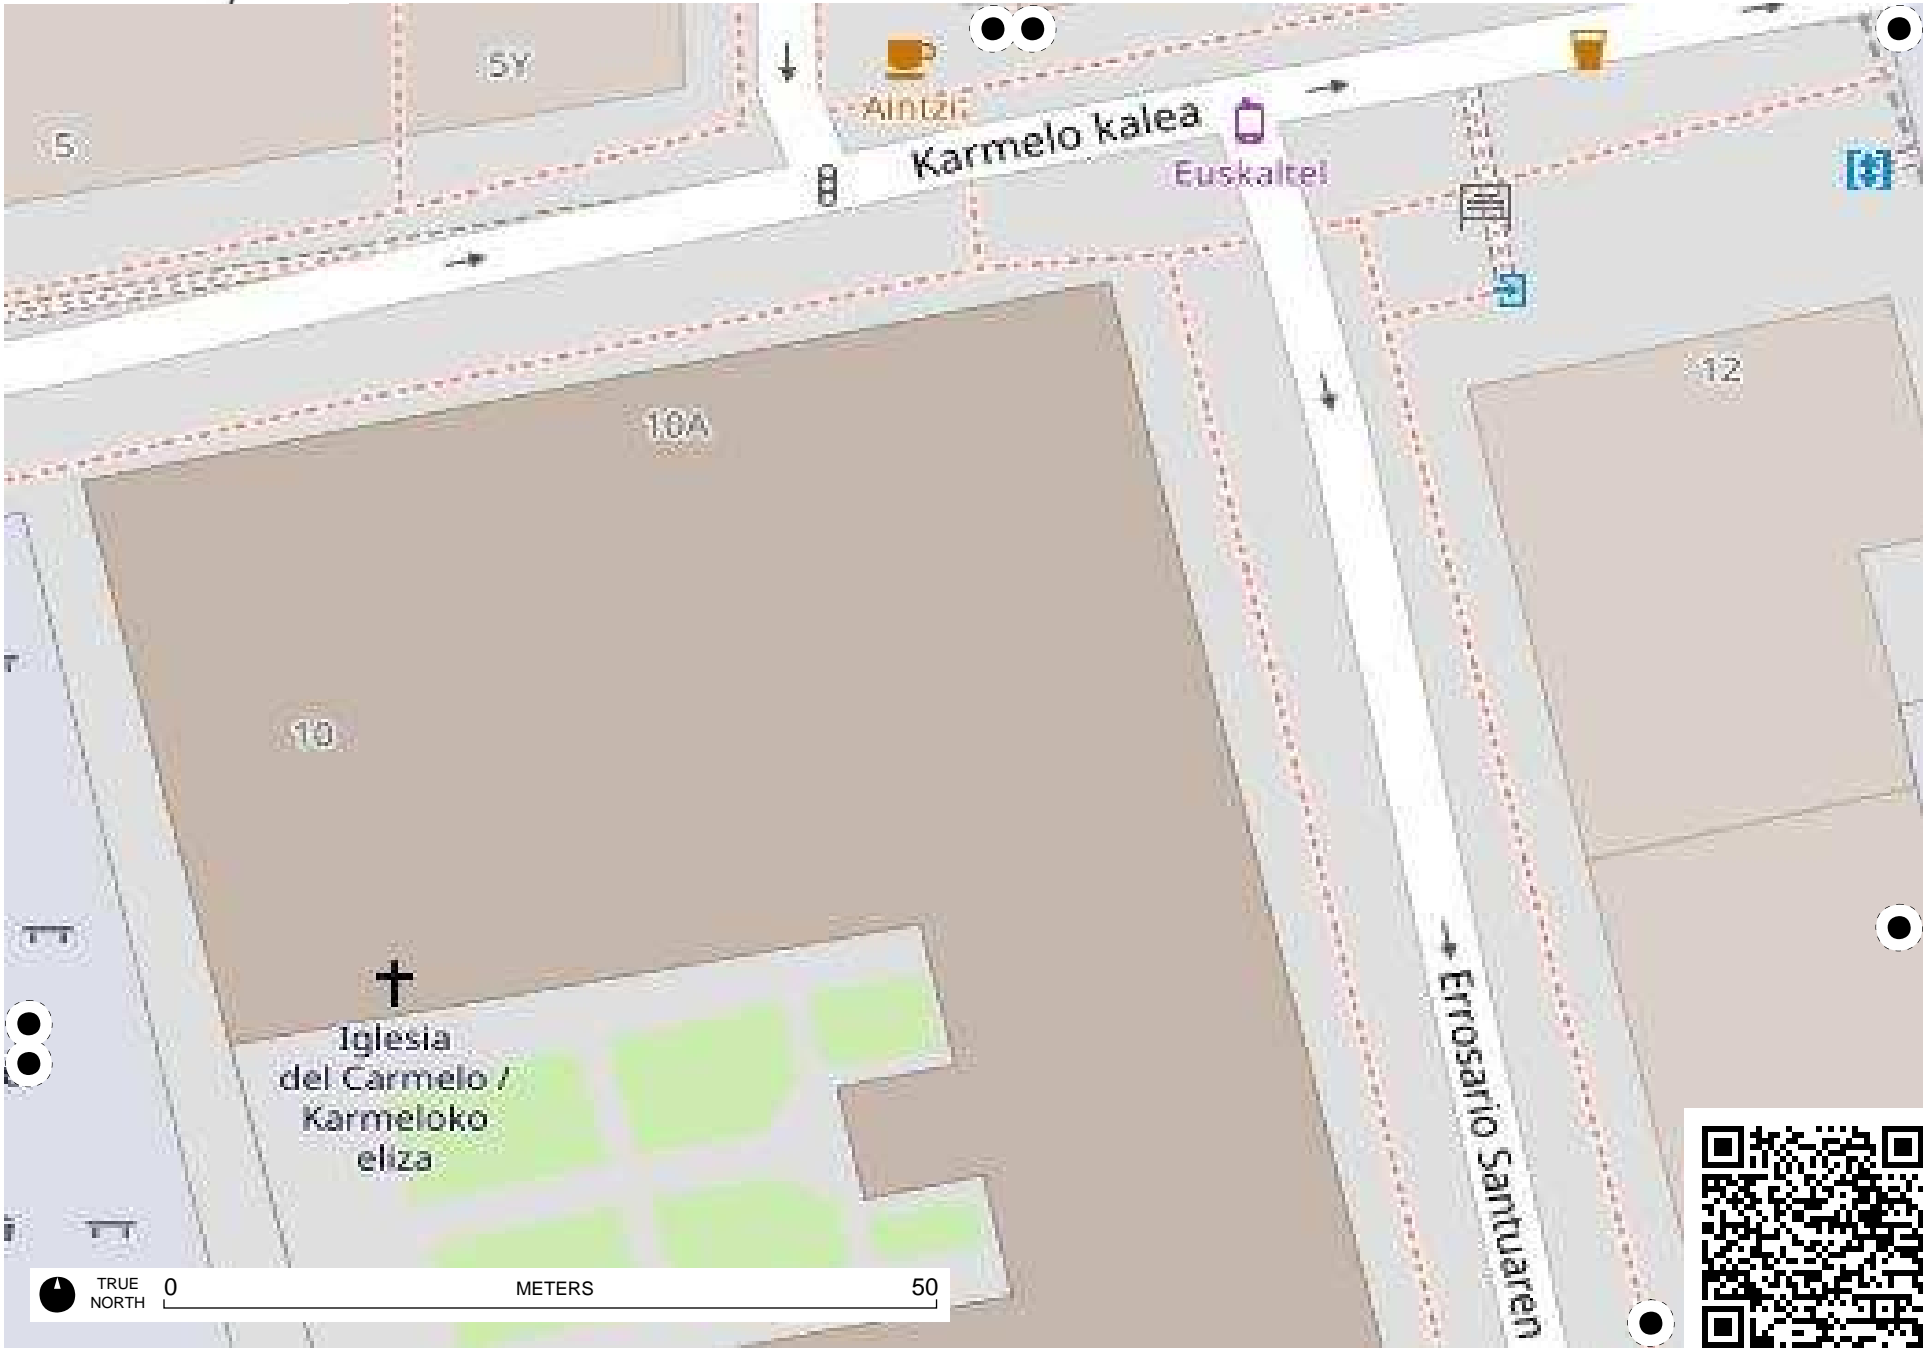 5Y
5
Aintzi
Karmelo kalea
Euskaltel
12
10A
10
Iglesia
del Carmelo /
Karmeloko
eliza
Errosario Santuaren
TRUE
NORTH
0
METERS
50